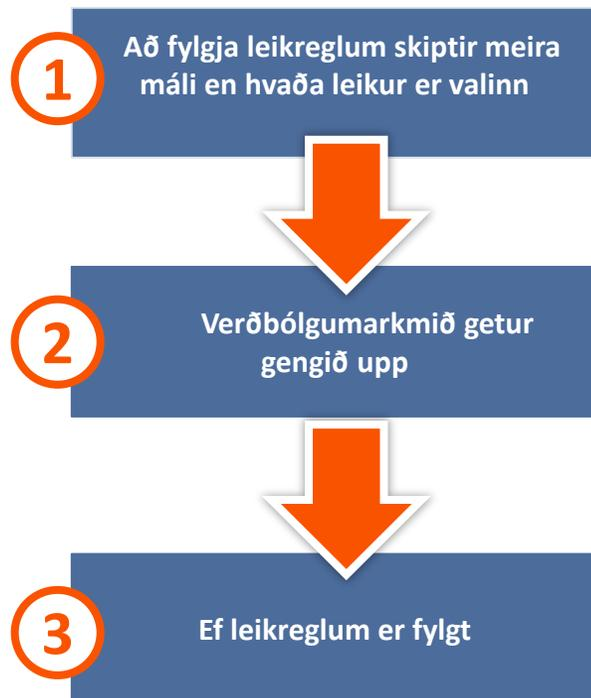 1
Að fylgja leikreglum skiptir meira
máli en hvaða leikur er valinn
2
Verðbólgumarkmið getur
gengið upp
3
Ef leikreglum er fylgt